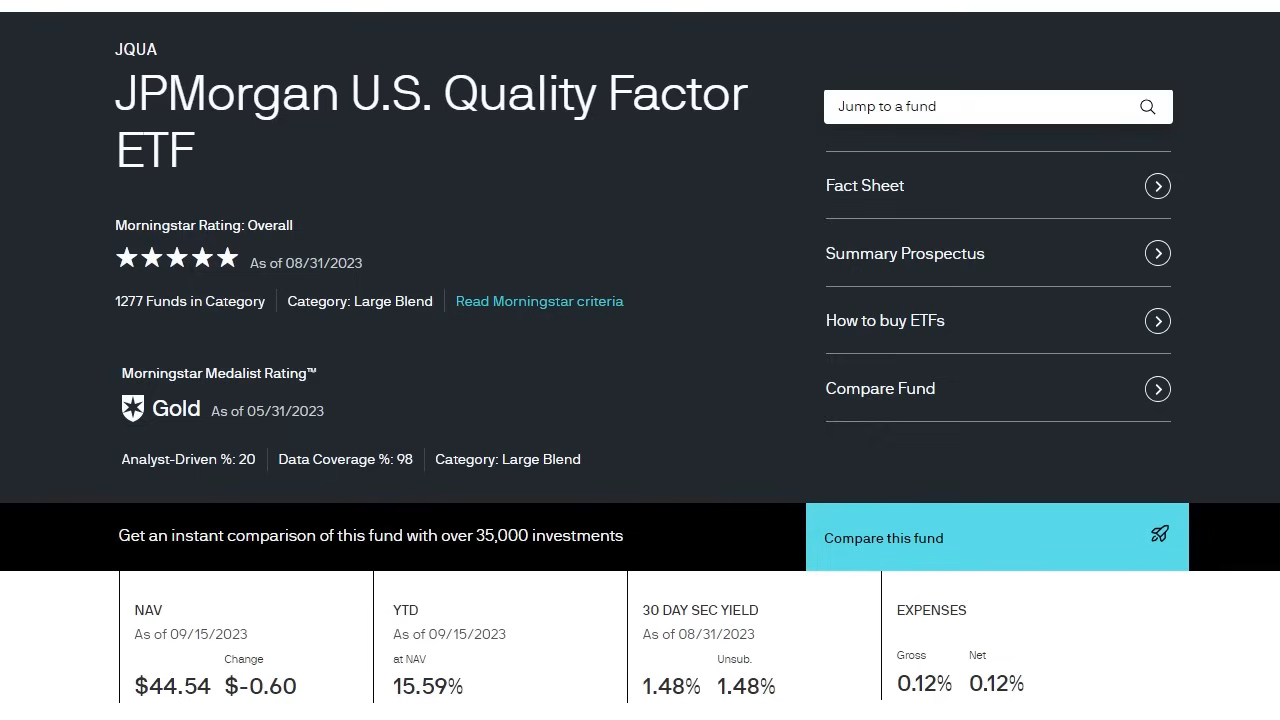 JQUA
JPMorgan U.S. Quality Factor
ETF
Morningstar Rating: Overall
As of 08/31/2023
1277 Funds in Category
Category: Large Blend
Read Morningstar criteria
Morningstar Medalist Rating™
Gold As of 05/31/2023
Analyst-Driven %: 20
Data Coverage %: 98
Category: Large Blend
Jump to a fund
Fact Sheet
Summary Prospectus
How to buy ETFs
Compare Fund
Get an instant comparison of this fund with over 35,000 investments
Compare this fund
NAV
As of 09/15/2023
Change
$44.54 $-0.60
YTD
As of 09/15/2023
at NAV
15.59%
30 DAY SEC YIELD
As of 08/31/2023
Unsub.
1.48% 1.48%
EXPENSES
Gross Net
0.12% 0.12%